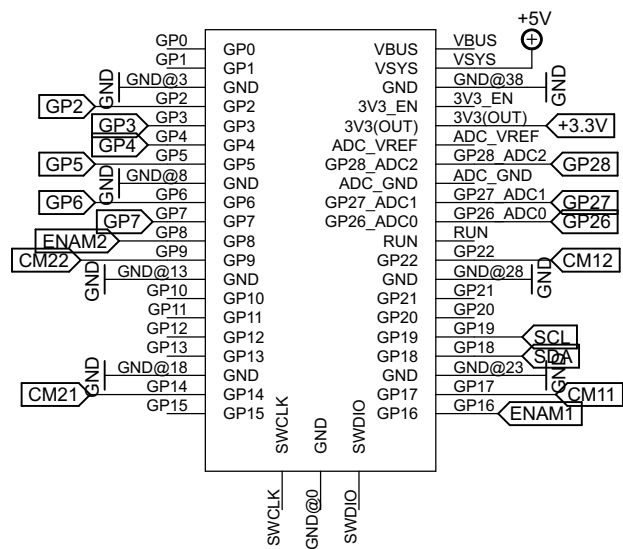 +5V
GP0 GP0 VBUS VBUS
GP1 GP1 VSYS VSYS
GND GND@3 GND GND GND@38 GND
GP2 GP2 GP2 3V3_EN 3V3_EN
GP3 GP3 GP3 3V3(OUT) 3V3(OUT) +3.3V
GP4 GP4 GP4 ADC_VREF ADC_VREF
GP5 GP5 GP5 GP28_ADC2 GP28_ADC2 GP28
GND GND@8 GND ADC_GND ADC_GND
GP6 GP6 GP6 GP27_ADC1 GP27_ADC1 GP27
GP7 GP7 GP7 GP26_ADC0 GP26_ADC0 GP26
ENAM2 GP8 GP8 RUN RUN
CM22 GP9 GP9 GP22 GP22 CM12
GND GND@13 GND GND GND@28 GND
GP10 GP10 GP21 GP21
GP11 GP11 GP20 GP20
GP12 GP12 GP19 GP19 SCL
GP13 GP13 GP18 GP18 SDA
GND GND@18 GND GND GND@23 GND
CM21 GP14 GP14 GP17 GP17 CM11
GP15 GP15 GP16 GP16 ENAM1
SWCLK GND SWDIO
SWCLK GND@0 SWDIO